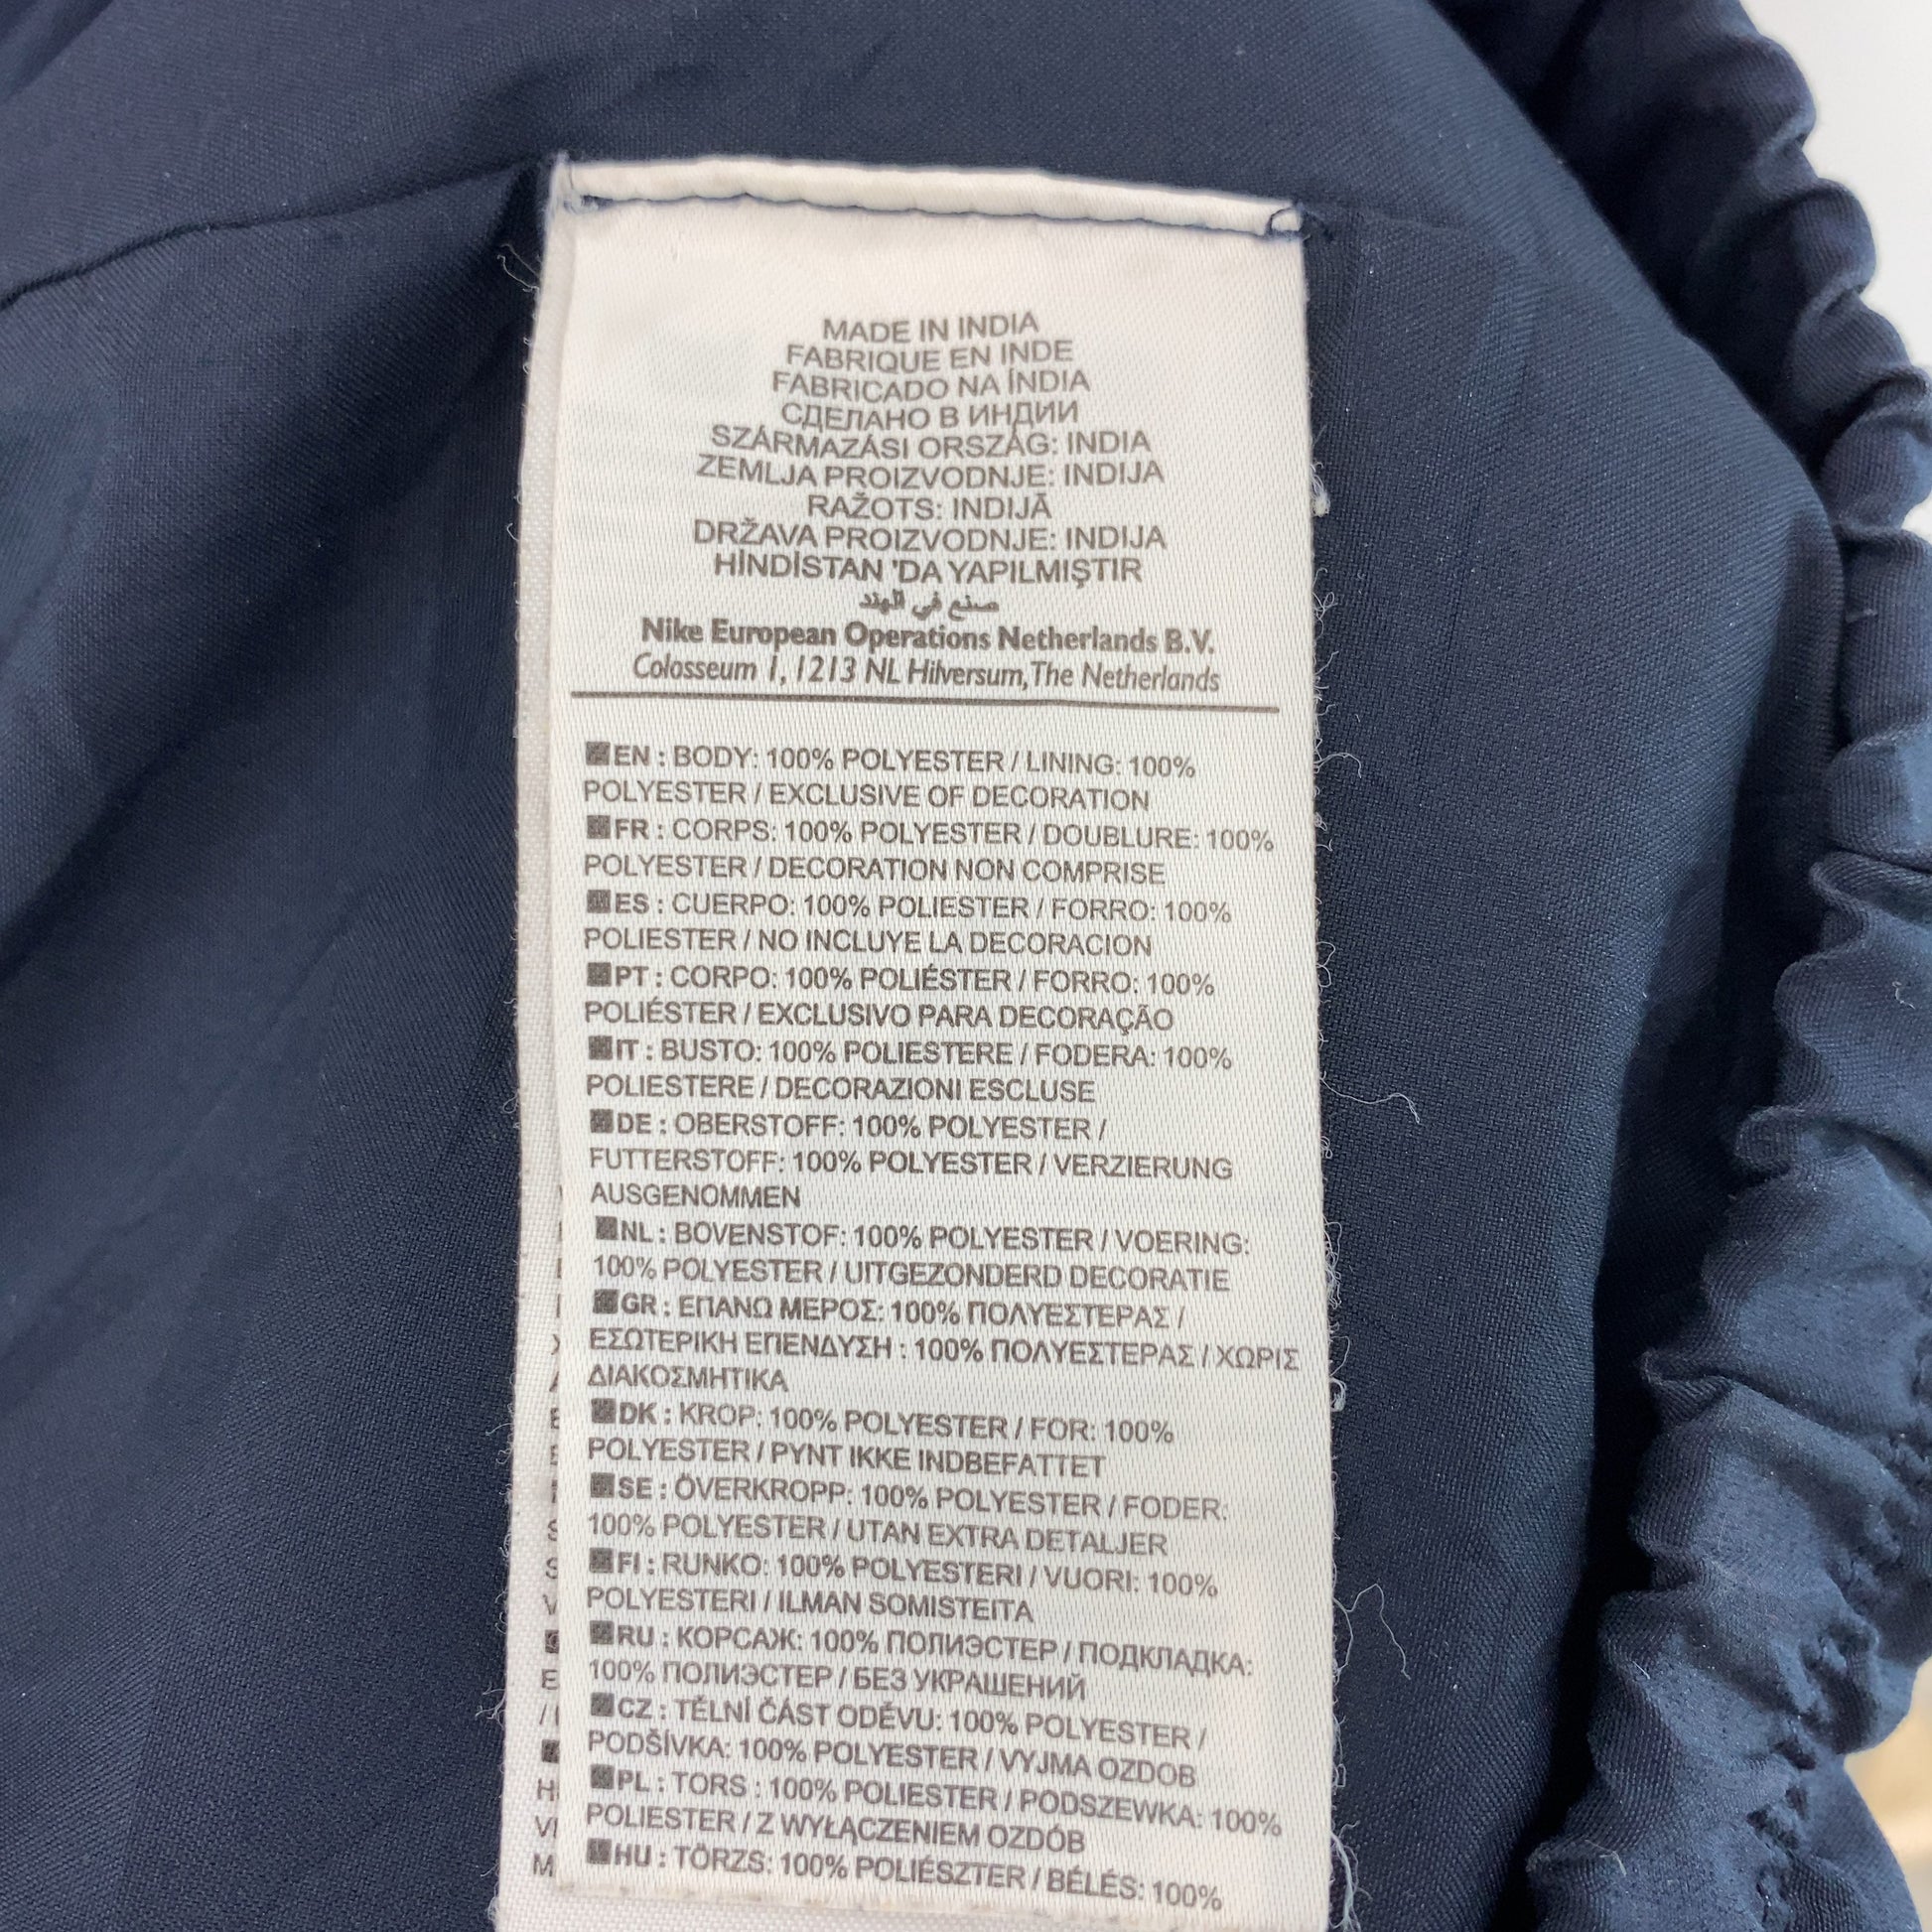 MADE IN INDIA
FABRIQUE EN INDE
FABRICADO NA ÍNDIA
СДЕЛАНО В ИНДИИ
SZÁRMAZÁSI ORSZÁG: INDIA
ZEMLJA PROIZVODNJE: INDIJA
RAŽOTS: INDIJĀ
DRŽAVA PROIZVODNJE: INDIJA
HİNDİSTAN 'DA YAPILMIŞTIR
صنع في الهند
Nike European Operations Netherlands B.V.
Colosseum 1, 1213 NL Hilversum, The Netherlands
EN : BODY: 100% POLYESTER / LINING: 100%
POLYESTER / EXCLUSIVE OF DECORATION
FR : CORPS: 100% POLYESTER / DOUBLURE: 100%
POLYESTER / DECORATION NON COMPRISE
ES : CUERPO: 100% POLIESTER / FORRO: 100%
POLIESTER / NO INCLUYE LA DECORACION
PT : CORPO: 100% POLIÉSTER / FORRO: 100%
POLIÉSTER / EXCLUSIVO PARA DECORAÇÃO
IT : BUSTO: 100% POLIESTERE / FODERA: 100%
POLIESTERE / DECORAZIONI ESCLUSE
DE : OBERSTOFF: 100% POLYESTER /
FUTTERSTOFF: 100% POLYESTER / VERZIERUNG
AUSGENOMMEN
NL : BOVENSTOF: 100% POLYESTER / VOERING:
100% POLYESTER / UITGEZONDERD DECORATIE
GR : ΕΠΑΝΩ ΜΕΡΟΣ: 100% ΠΟΛΥΕΣΤΕΡΑΣ /
ΕΣΩΤΕΡΙΚΗ ΕΠΕΝΔΥΣΗ : 100% ΠΟΛΥΕΣΤΕΡΑΣ / ΧΩΡΙΣ
ΔΙΑΚΟΣΜΗΤΙΚΑ
DK : KROP: 100% POLYESTER / FOR: 100%
POLYESTER / PYNT IKKE INDBEFATTET
SE : ÖVERKROPP: 100% POLYESTER / FODER:
100% POLYESTER / UTAN EXTRA DETALJER
FI : RUNKO: 100% POLYESTERI / VUORI: 100%
POLYESTERI / ILMAN SOMISTEITA
RU : КОРСАЖ: 100% ПОЛИЭСТЕР / ПОДКЛАДКА:
100% ПОЛИЭСТЕР / БЕЗ УКРАШЕНИЙ
CZ : TĚLNÍ ČÁST ODĚVU: 100% POLYESTER /
PODŠÍVKA: 100% POLYESTER / VYJMA OZDOB
PL : TORS : 100% POLIESTER / PODSZEWKA: 100%
POLIESTER / Z WYŁĄCZENIEM OZDÓB
HU : TÖRZS: 100% POLIÉSZTER / BÉLÉS: 100%